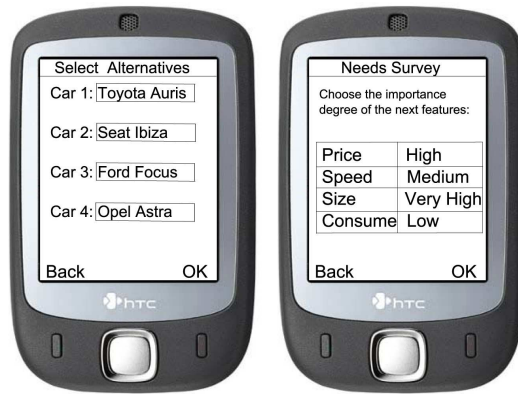 Select Alternatives
Car 1: Toyota Auris
Car 2: Seat Ibiza
Car 3: Ford Focus
Car 4: Opel Astra
Back OK
hTC
Needs Survey
Choose the importance
degree of the next features:
Price High
Speed Medium
Size Very High
Consume Low
Back OK
hTC